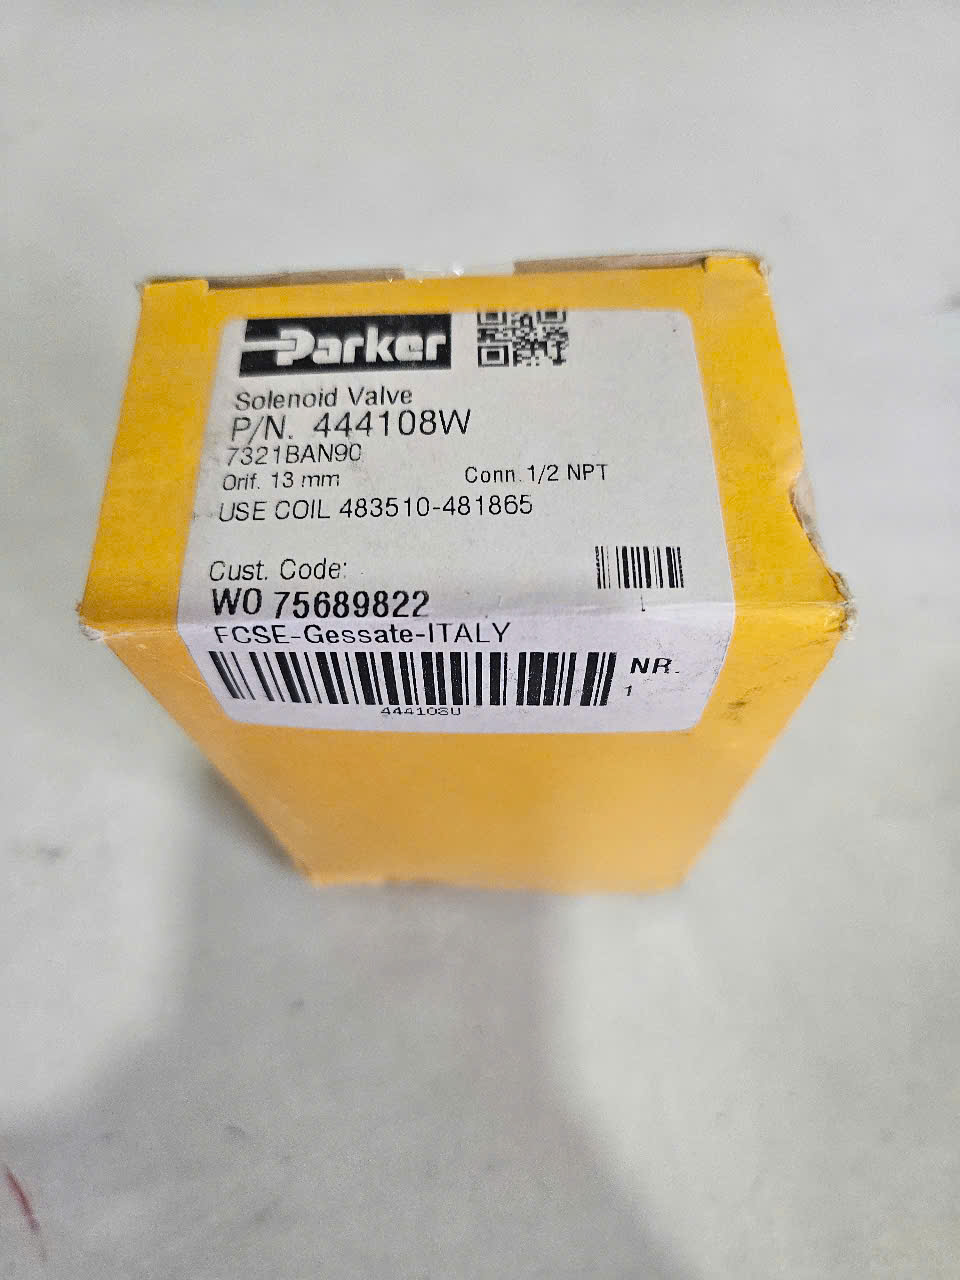 Parker
Solenoid Valve
P/N. 444108W
7321BAN90
Orif. 13 mm Conn. 1/2 NPT
USE COIL 483510-481865
Cust. Code:
1
WO 75689822
FCSE-Gessate-ITALY
NR.
1